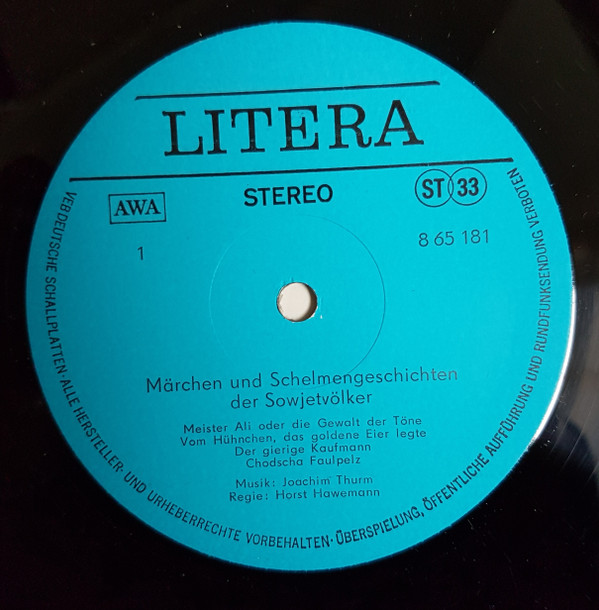 LITERA
AWA
STEREO
ST 33
1
8 65 181
Märchen und Schelmengeschichten
der Sowjetvölker
Meister Ali oder die Gewalt der Töne
Vom Hühnchen, das goldene Eier legte
Der gierige Kaufmann
Chodscha Faulpelz
Musik: Joachim Thurm
Regie: Horst Hawemann
VEB DEUTSCHE SCHALLPLATTEN · ALLE HERSTELLER- UND URHEBERRECHTE VORBEHALTEN · ÜBERSPIELUNG, ÖFFENTLICHE AUFFÜHRUNG UND RUNDFUNKSENDUNG VERBOTEN